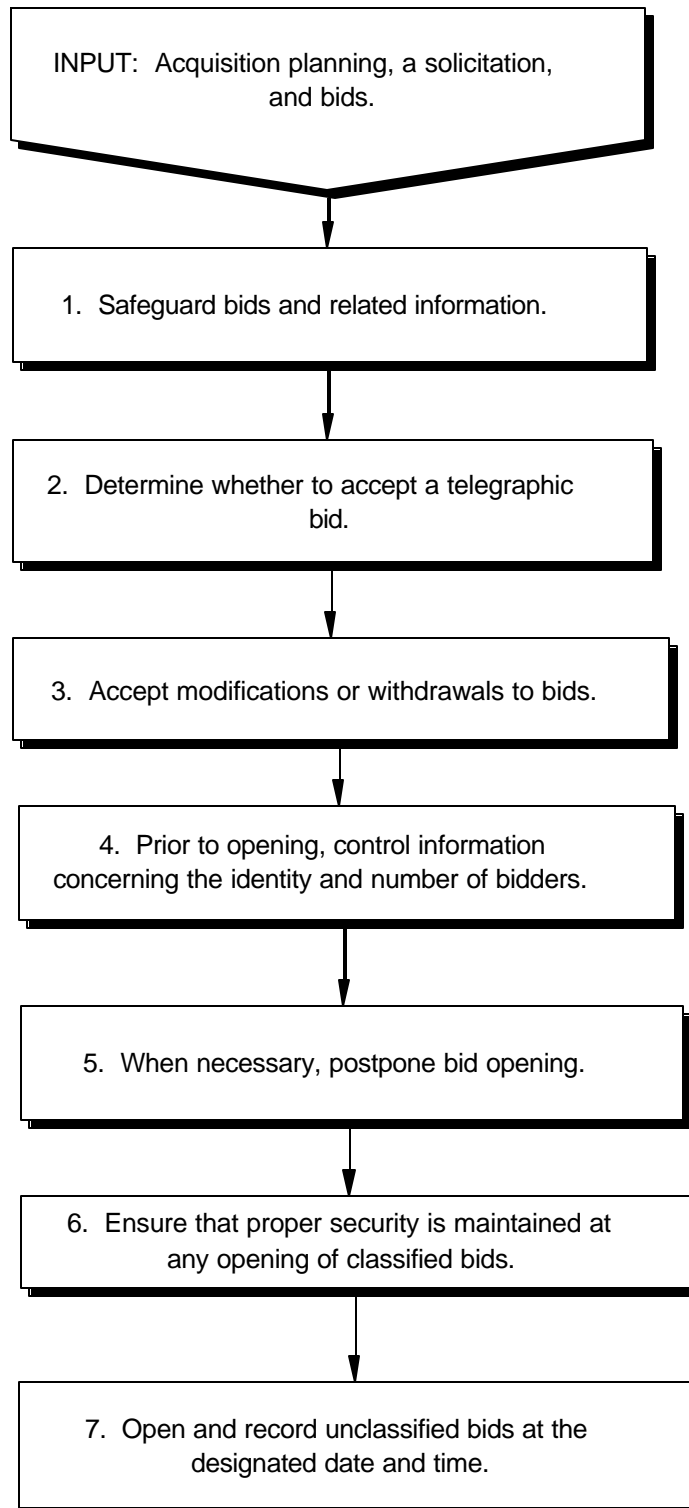 INPUT: Acquisition planning, a solicitation,
and bids.
1. Safeguard bids and related information.
2. Determine whether to accept a telegraphic
bid.
3. Accept modifications or withdrawals to bids.
4. Prior to opening, control information
concerning the identity and number of bidders.
5. When necessary, postpone bid opening.
6. Ensure that proper security is maintained at
any opening of classified bids.
7. Open and record unclassified bids at the
designated date and time.